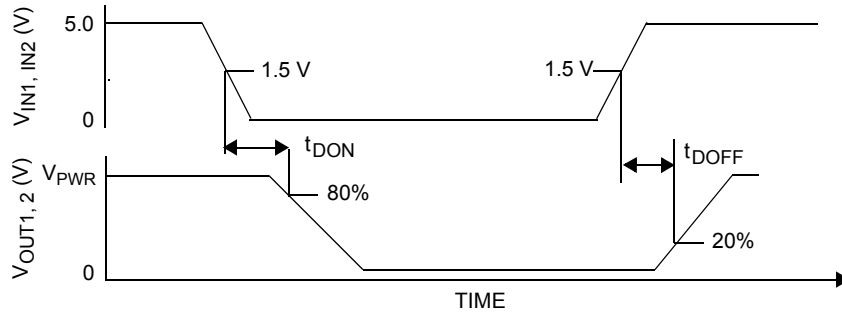 V_IN1, IN2 (V)
5.0
1.5 V
1.5 V
0
t_DON
t_DOFF
V_OUT1, 2 (V)
V_PWR
80%
20%
0
TIME